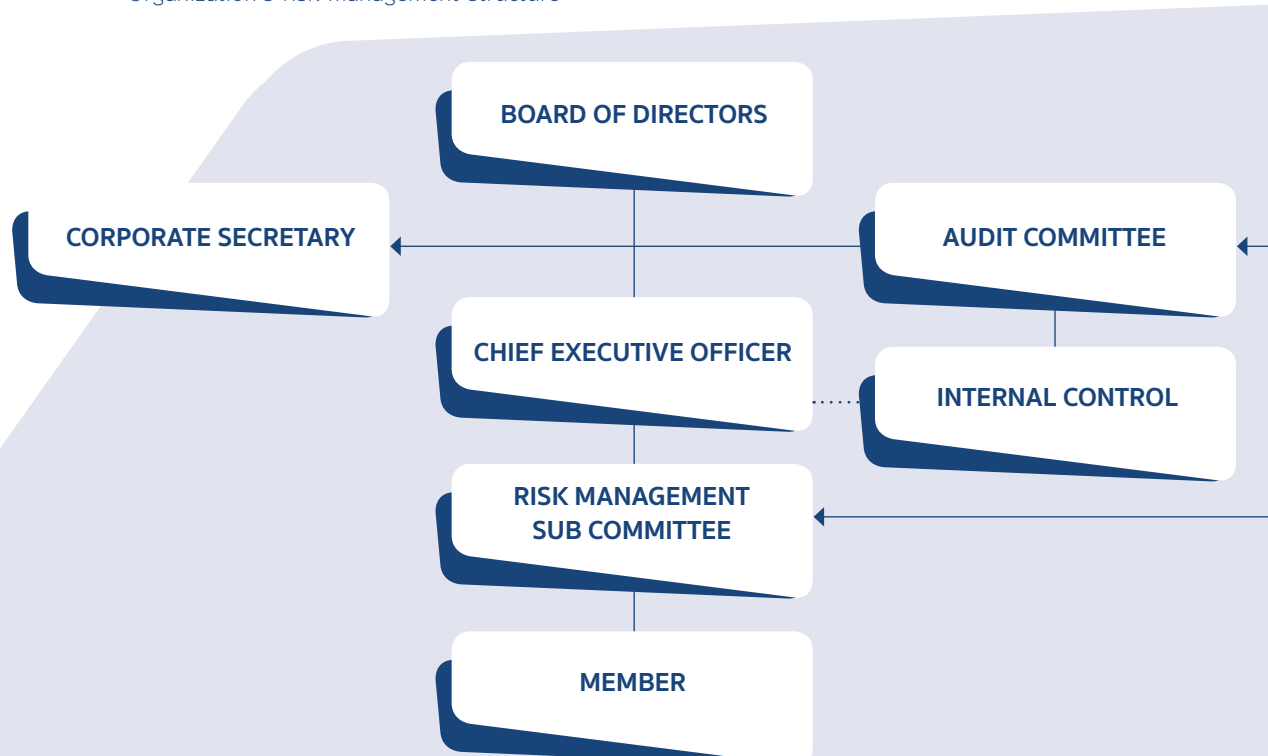 BOARD OF DIRECTORS
CORPORATE SECRETARY
AUDIT COMMITTEE
CHIEF EXECUTIVE OFFICER
INTERNAL CONTROL
RISK MANAGEMENT
SUB COMMITTEE
MEMBER